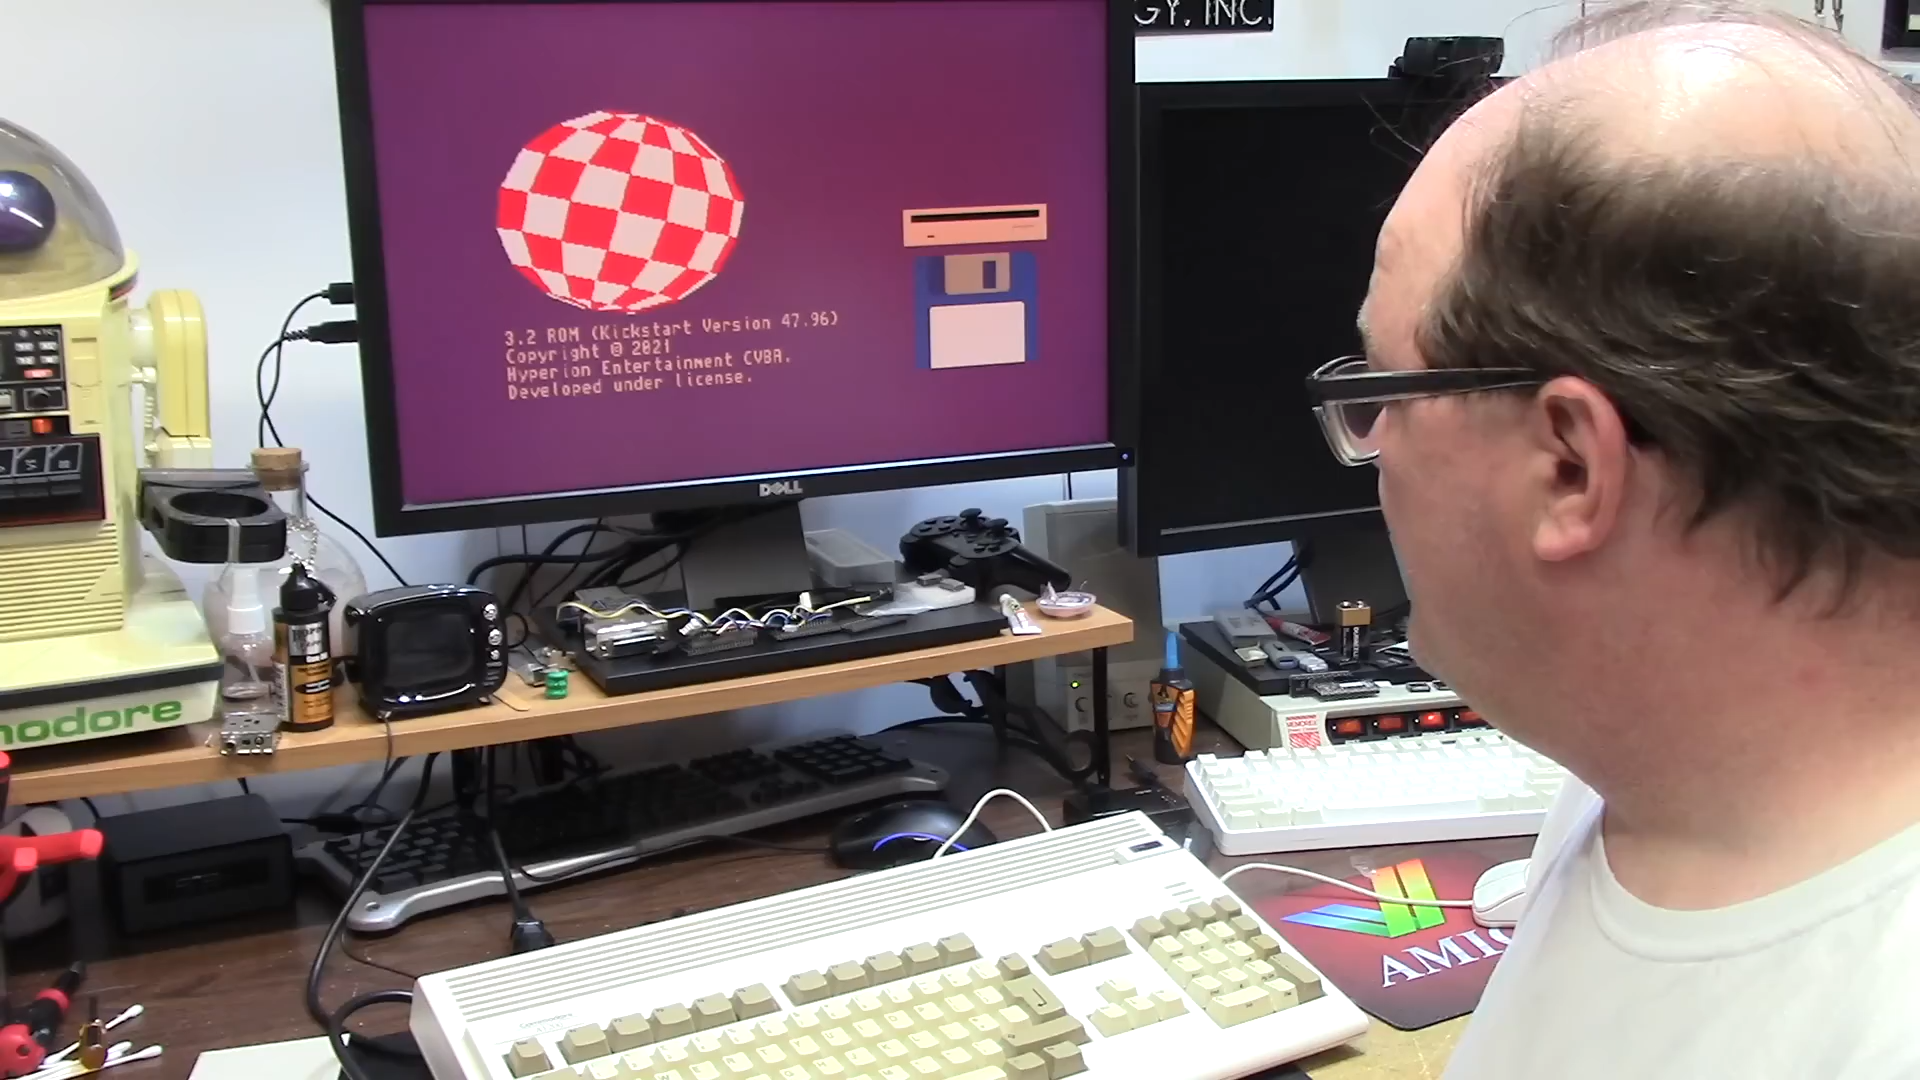 GY, INC.
3.2 ROM (Kickstart Version 47.96)
Copyright © 2021
Hyperion Entertainment CVBA.
Developed under license.
DELL
modore
AMIG